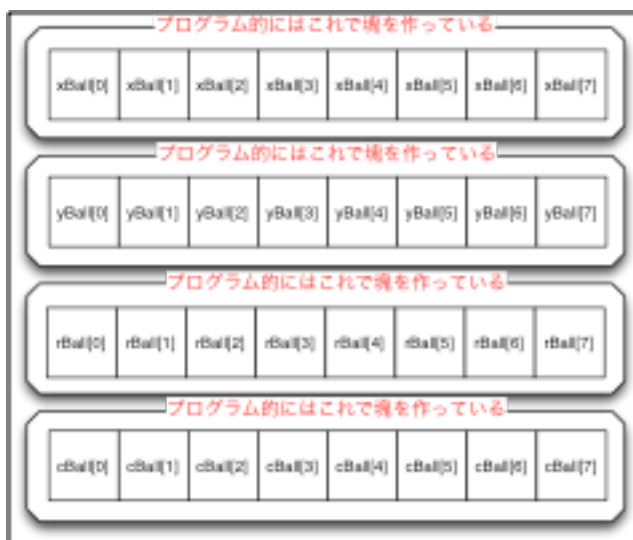 プログラム的にはこれで塊を作っている
xBall[0] xBall[1] xBall[2] xBall[3] xBall[4] xBall[5] xBall[6] xBall[7]
プログラム的にはこれで塊を作っている
yBall[0] yBall[1] yBall[2] yBall[3] yBall[4] yBall[5] yBall[6] yBall[7]
プログラム的にはこれで塊を作っている
rBall[0] rBall[1] rBall[2] rBall[3] rBall[4] rBall[5] rBall[6] rBall[7]
プログラム的にはこれで塊を作っている
cBall[0] cBall[1] cBall[2] cBall[3] cBall[4] cBall[5] cBall[6] cBall[7]